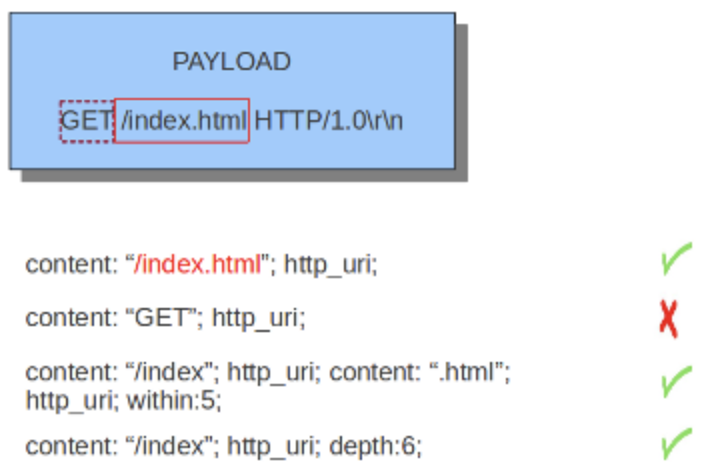 PAYLOAD
GET /index.html HTTP/1.0\r\n
content: “/index.html”; http_uri;
content: “GET”; http_uri;
content: “/index”; http_uri; content: “.html”;
http_uri; within:5;
content: “/index”; http_uri; depth:6;